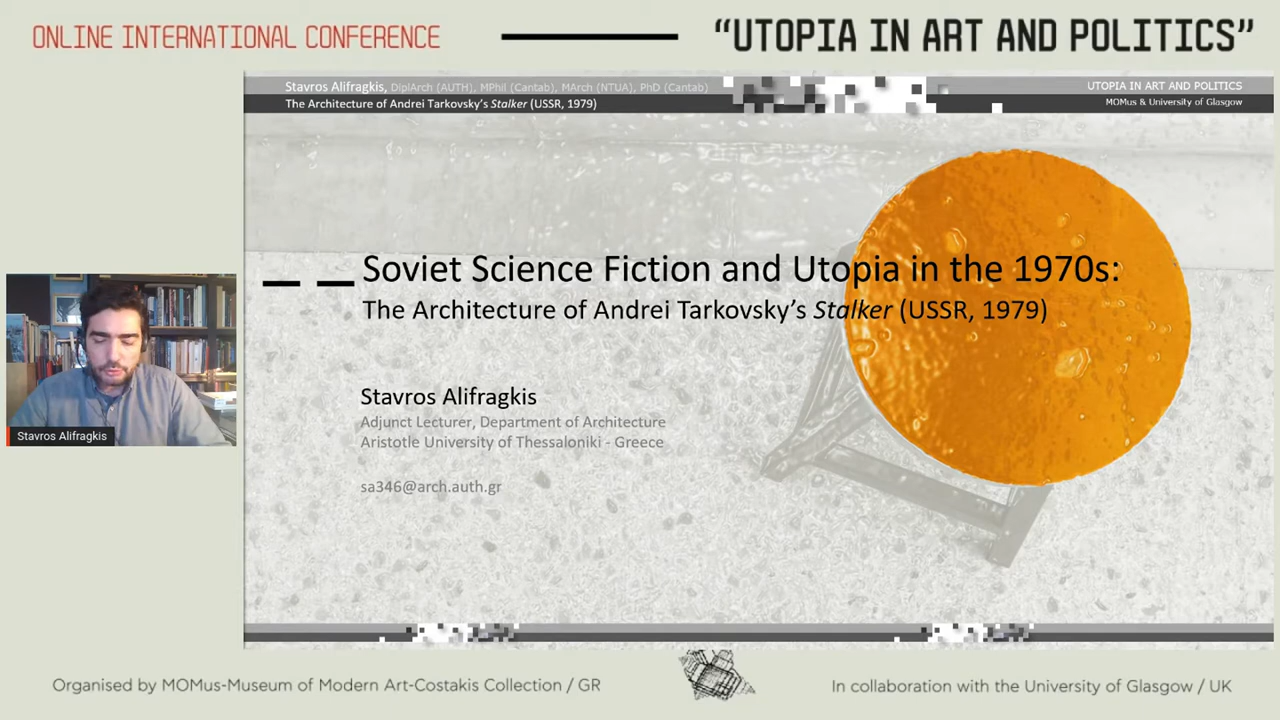 ONLINE INTERNATIONAL CONFERENCE
“UTOPIA IN ART AND POLITICS”
Stavros Alifragkis, DiplArch (AUTH), MPhil (Cantab), MArch (NTUA), PhD (Cantab)
The Architecture of Andrei Tarkovsky’s Stalker (USSR, 1979)
UTOPIA IN ART AND POLITICS
MOMus & University of Glasgow
Soviet Science Fiction and Utopia in the 1970s:
The Architecture of Andrei Tarkovsky’s Stalker (USSR, 1979)
Stavros Alifragkis
Adjunct Lecturer, Department of Architecture
Aristotle University of Thessaloniki - Greece
sa346@arch.auth.gr
Stavros Alifragkis
Organised by MOMus-Museum of Modern Art-Costakis Collection / GR
In collaboration with the University of Glasgow / UK